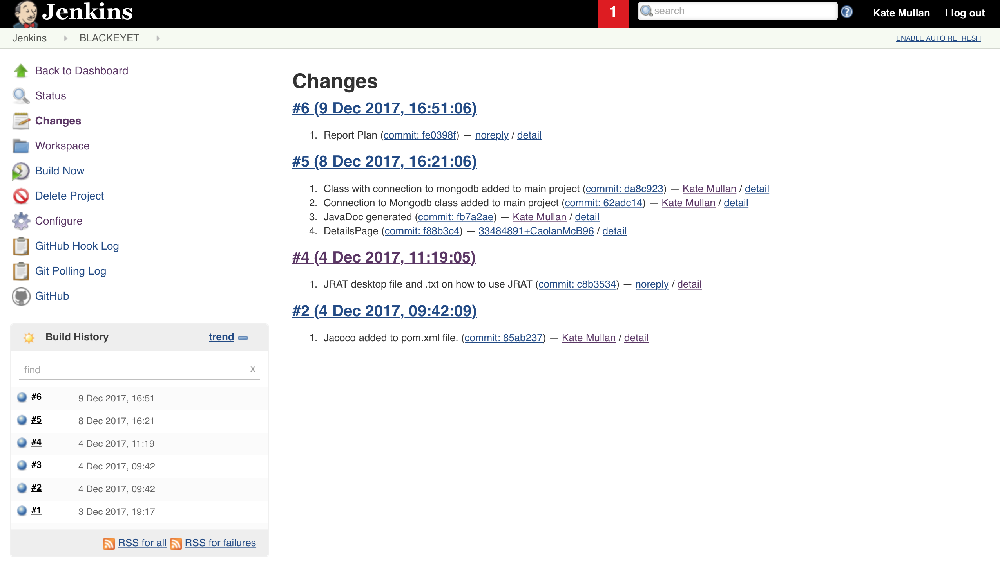 Jenkins
1
search
?
Kate Mullan | log out
Jenkins BLACKEYET
ENABLE AUTO REFRESH
Back to Dashboard
Status
Changes
Workspace
Build Now
Delete Project
Configure
GitHub Hook Log
Git Polling Log
GitHub
Build History trend
find x
#6 9 Dec 2017, 16:51
#5 8 Dec 2017, 16:21
#4 4 Dec 2017, 11:19
#3 4 Dec 2017, 09:42
#2 4 Dec 2017, 09:42
#1 3 Dec 2017, 19:17
RSS for all RSS for failures
Changes
#6 (9 Dec 2017, 16:51:06)
1. Report Plan (commit: fe0398f) — noreply / detail
#5 (8 Dec 2017, 16:21:06)
1. Class with connection to mongodb added to main project (commit: da8c923) — Kate Mullan / detail
2. Connection to Mongodb class added to main project (commit: 62adc14) — Kate Mullan / detail
3. JavaDoc generated (commit: fb7a2ae) — Kate Mullan / detail
4. DetailsPage (commit: f88b3c4) — 33484891+CaolanMcB96 / detail
#4 (4 Dec 2017, 11:19:05)
1. JRAT desktop file and .txt on how to use JRAT (commit: c8b3534) — noreply / detail
#2 (4 Dec 2017, 09:42:09)
1. Jacoco added to pom.xml file. (commit: 85ab237) — Kate Mullan / detail